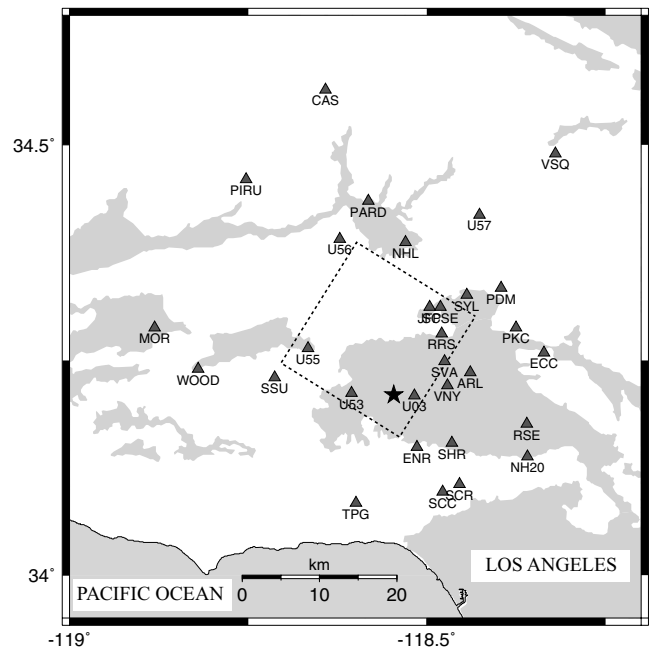 CAS
34.5°
VSQ
PIRU
PARD
U57
U56
NHL
PDM
SYL
JFP
SFSE
MOR
RRS
PKC
U55
ECC
WOOD
SSU
SVA
ARL
VNY
U53
U03
RSE
ENR
SHR
NH20
SCR
SCC
TPG
34°
km
LOS ANGELES
PACIFIC OCEAN
0 10 20
-119° -118.5°